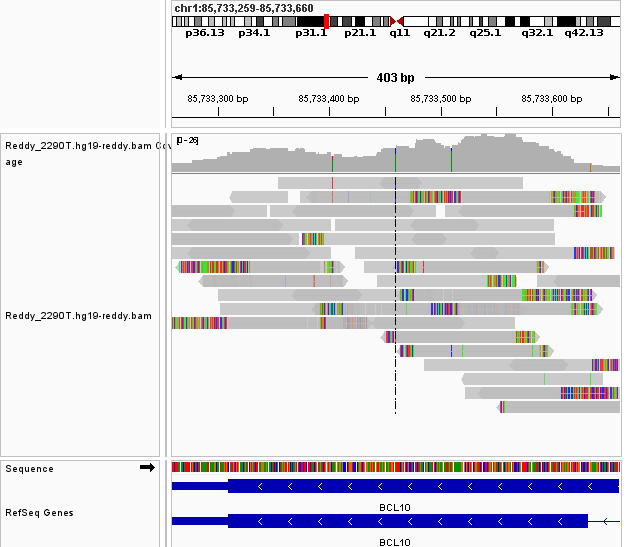 chr1:85,733,259-85,733,660
p36.13 p34.1 p31.1 p21.1 q11 q21.2 q25.1 q32.1 q42.13
403 bp
85,733,300 bp 85,733,400 bp 85,733,500 bp 85,733,600 bp
[0-26]
Reddy_2290T.hg19-reddy.bam Cov
age
Reddy_2290T.hg19-reddy.bam
Sequence
BCL10
RefSeq Genes
BCL10